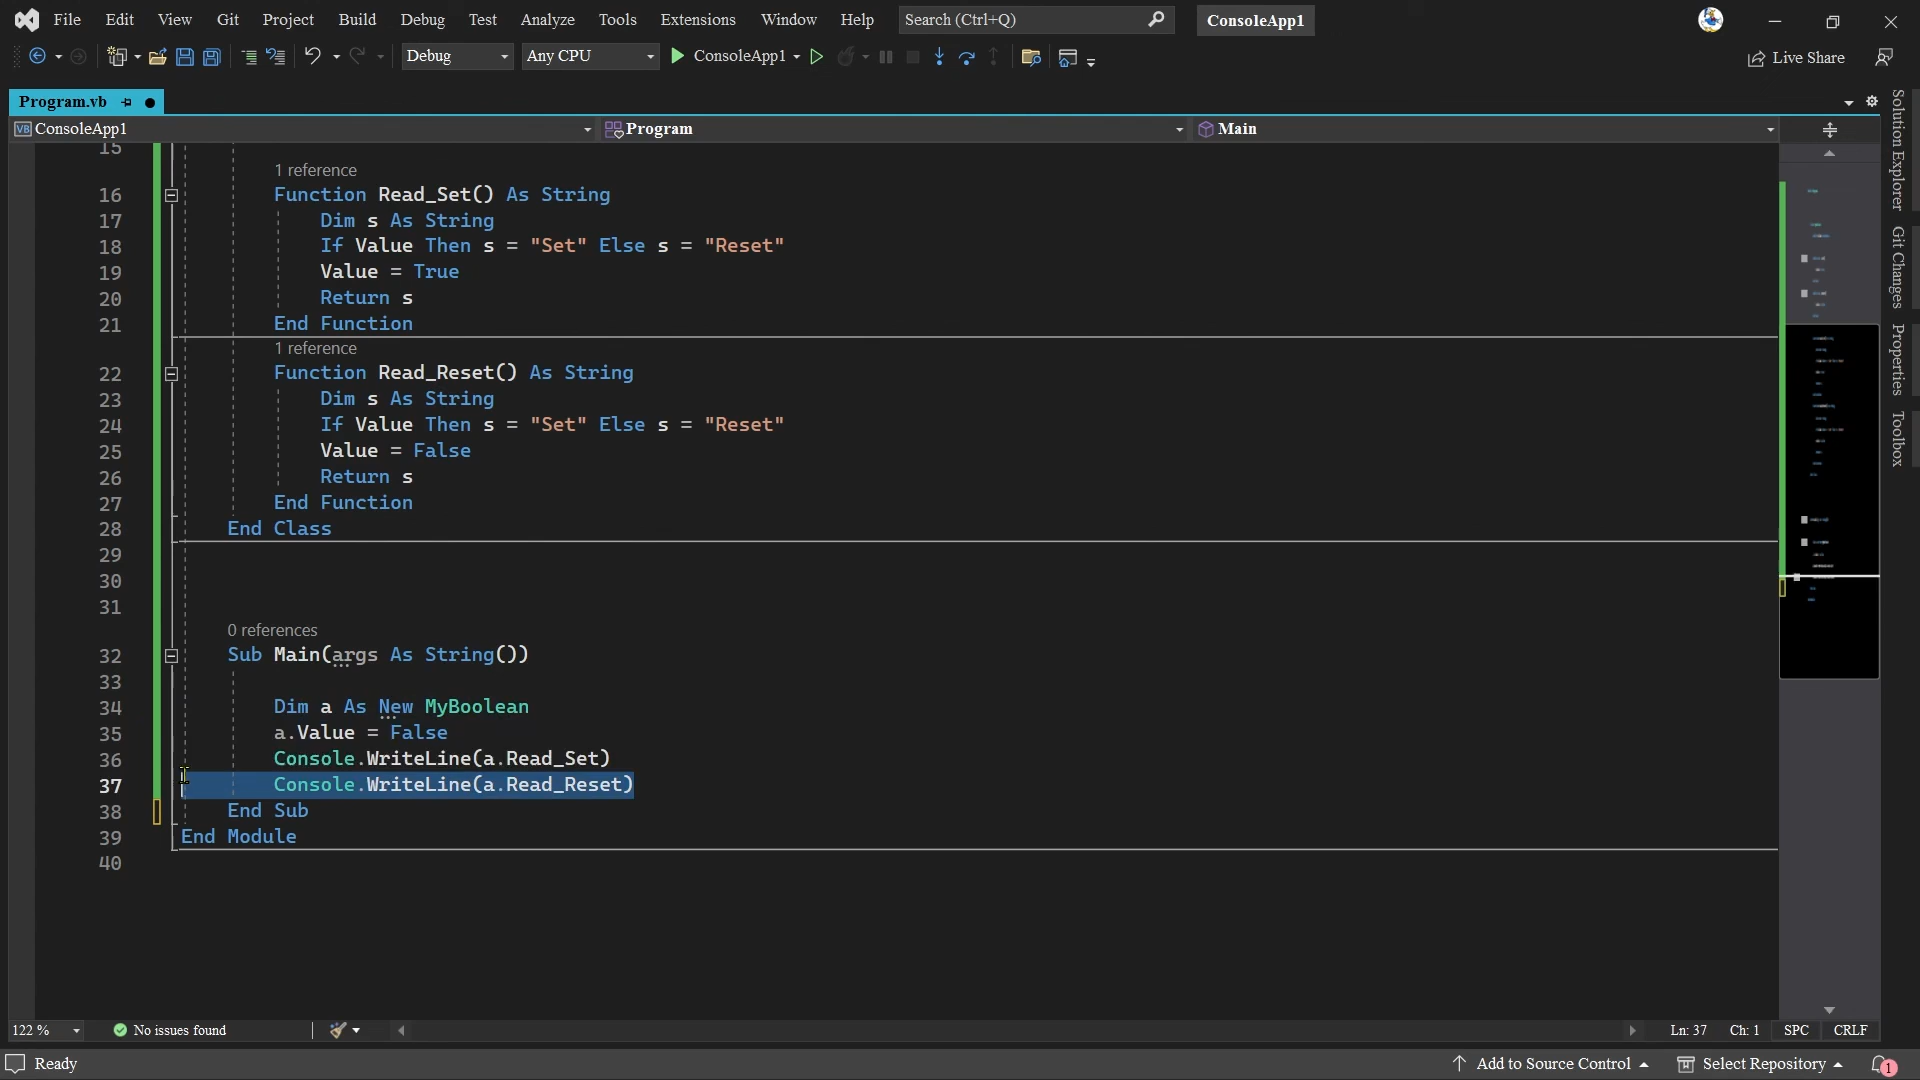 File Edit View Git Project Build Debug Test Analyze Tools Extensions Window Help Search (Ctrl+Q) ConsoleApp1
Debug Any CPU ConsoleApp1 Live Share
Program.vb
VB ConsoleApp1 Program Main
15
1 reference
16 Function Read_Set() As String
17 Dim s As String
18 If Value Then s = "Set" Else s = "Reset"
19 Value = True
20 Return s
21 End Function
1 reference
22 Function Read_Reset() As String
23 Dim s As String
24 If Value Then s = "Set" Else s = "Reset"
25 Value = False
26 Return s
27 End Function
28 End Class
29
30
31
0 references
32 Sub Main(args As String())
33
34 Dim a As New MyBoolean
35 a.Value = False
36 Console.WriteLine(a.Read_Set)
37 Console.WriteLine(a.Read_Reset)
38 End Sub
39 End Module
40
Solution Explorer
Git Changes
Properties
Toolbox
122 % No issues found Ln: 37 Ch: 1 SPC CRLF
Ready Add to Source Control Select Repository 1